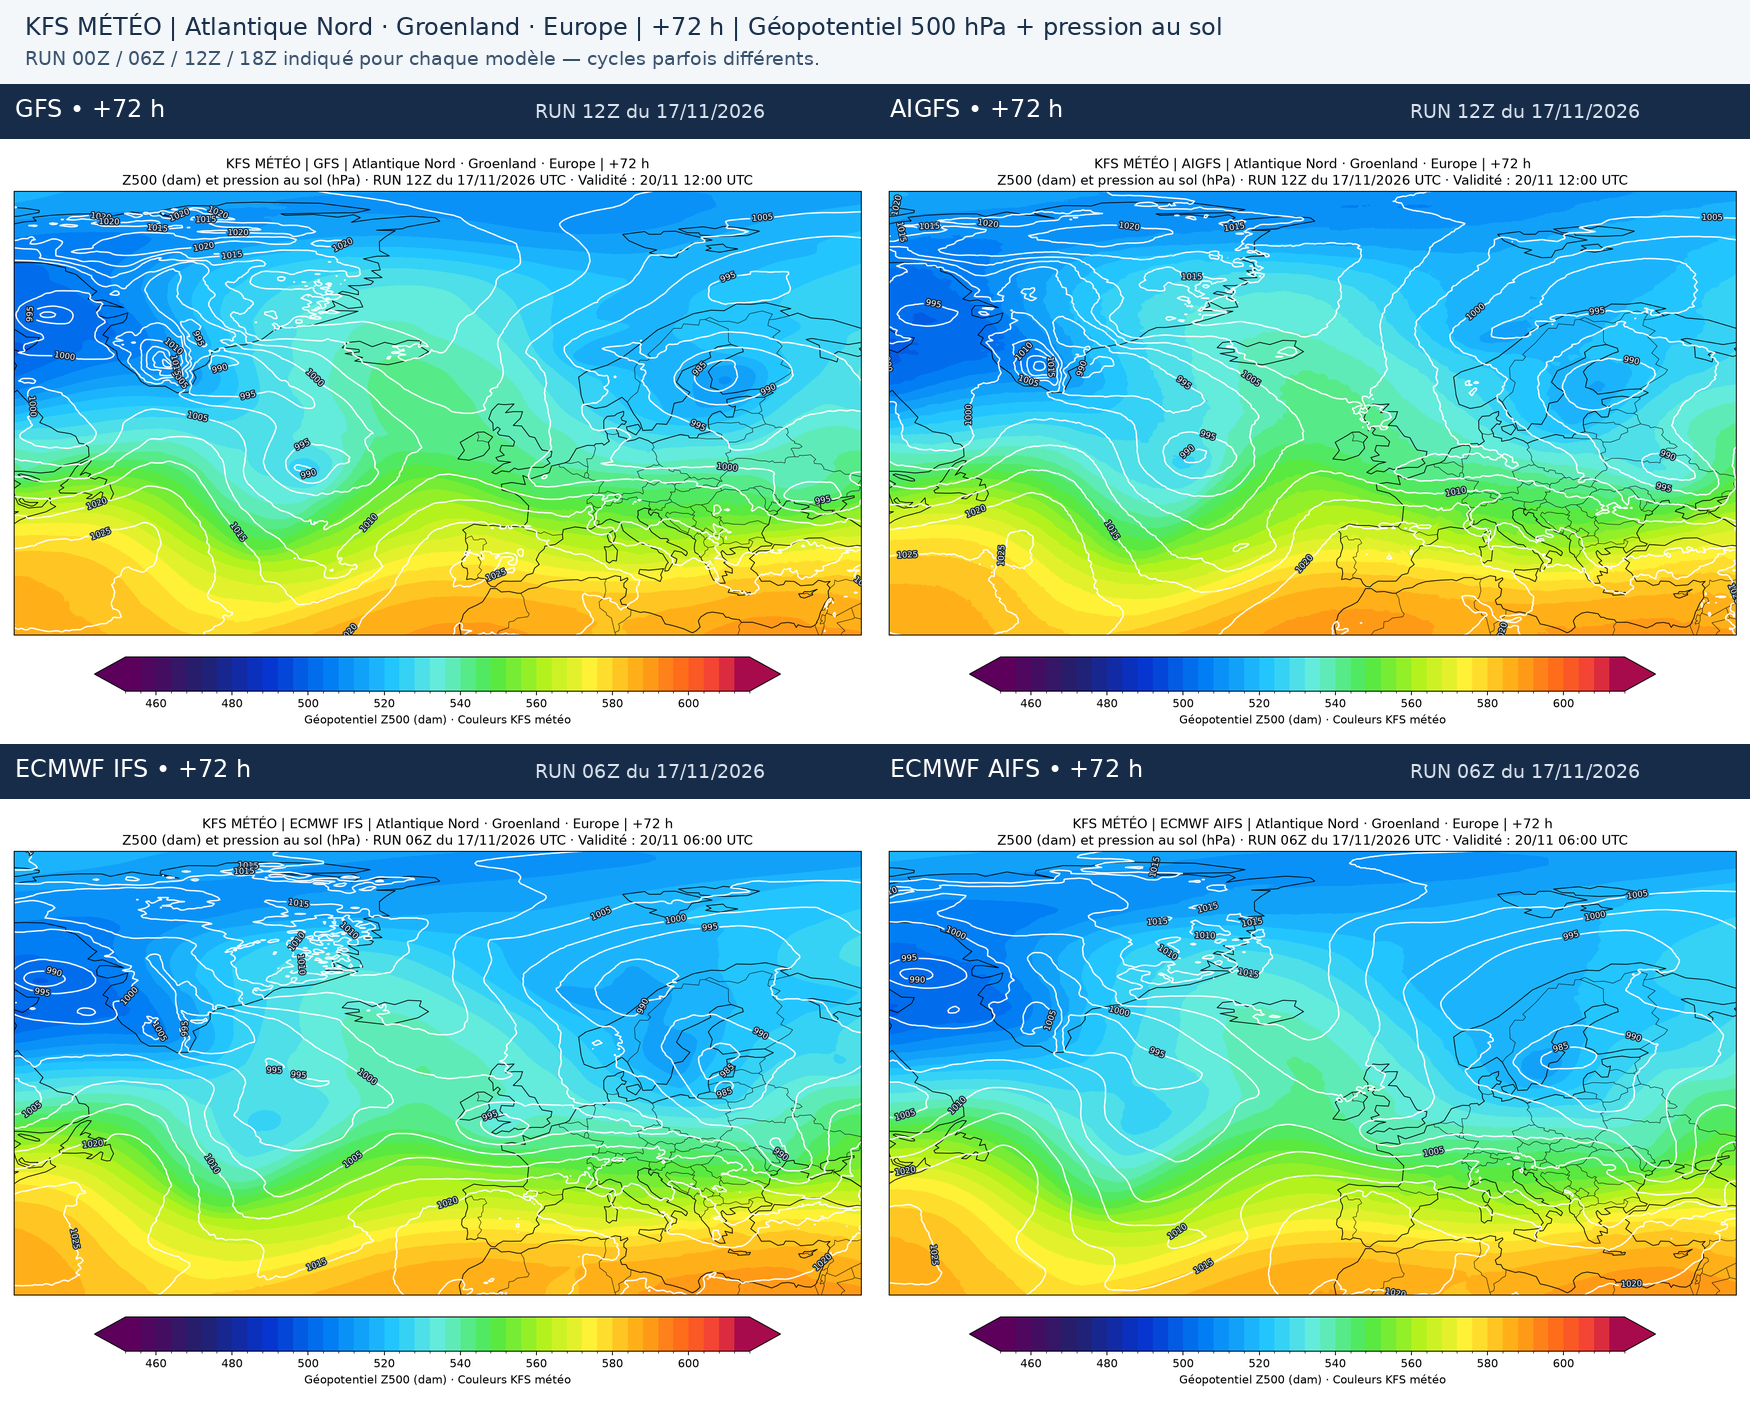 KFS MÉTÉO | Atlantique Nord · Groenland · Europe | +72 h | Géopotentiel 500 hPa + pression au sol
RUN 00Z / 06Z / 12Z / 18Z indiqué pour chaque modèle — cycles parfois différents.
GFS • +72 h
RUN 12Z du 17/11/2026
AIGFS • +72 h
RUN 12Z du 17/11/2026
KFS MÉTÉO | GFS | Atlantique Nord · Groenland · Europe | +72 h
Z500 (dam) et pression au sol (hPa) · RUN 12Z du 17/11/2026 UTC · Validité : 20/11 12:00 UTC
KFS MÉTÉO | AIGFS | Atlantique Nord · Groenland · Europe | +72 h
Z500 (dam) et pression au sol (hPa) · RUN 12Z du 17/11/2026 UTC · Validité : 20/11 12:00 UTC
460 480 500 520 540 560 580 600
Géopotentiel Z500 (dam) · Couleurs KFS météo
460 480 500 520 540 560 580 600
Géopotentiel Z500 (dam) · Couleurs KFS météo
ECMWF IFS • +72 h
RUN 06Z du 17/11/2026
ECMWF AIFS • +72 h
RUN 06Z du 17/11/2026
KFS MÉTÉO | ECMWF IFS | Atlantique Nord · Groenland · Europe | +72 h
Z500 (dam) et pression au sol (hPa) · RUN 06Z du 17/11/2026 UTC · Validité : 20/11 06:00 UTC
KFS MÉTÉO | ECMWF AIFS | Atlantique Nord · Groenland · Europe | +72 h
Z500 (dam) et pression au sol (hPa) · RUN 06Z du 17/11/2026 UTC · Validité : 20/11 06:00 UTC
460 480 500 520 540 560 580 600
Géopotentiel Z500 (dam) · Couleurs KFS météo
460 480 500 520 540 560 580 600
Géopotentiel Z500 (dam) · Couleurs KFS météo